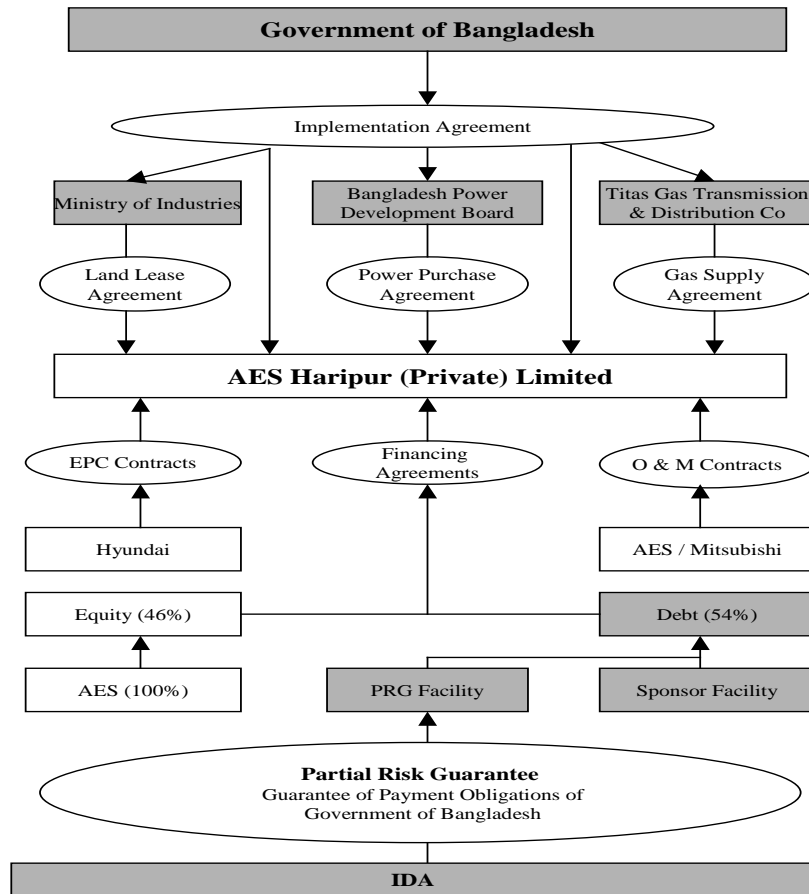 Government of Bangladesh
Implementation Agreement
Ministry of Industries
Bangladesh Power
Development Board
Titas Gas Transmission
& Distribution Co
Land Lease
Agreement
Power Purchase
Agreement
Gas Supply
Agreement
AES Haripur (Private) Limited
EPC Contracts
Financing
Agreements
O & M Contracts
Hyundai
AES / Mitsubishi
Equity (46%)
Debt (54%)
AES (100%)
PRG Facility
Sponsor Facility
Partial Risk Guarantee
Guarantee of Payment Obligations of
Government of Bangladesh
IDA